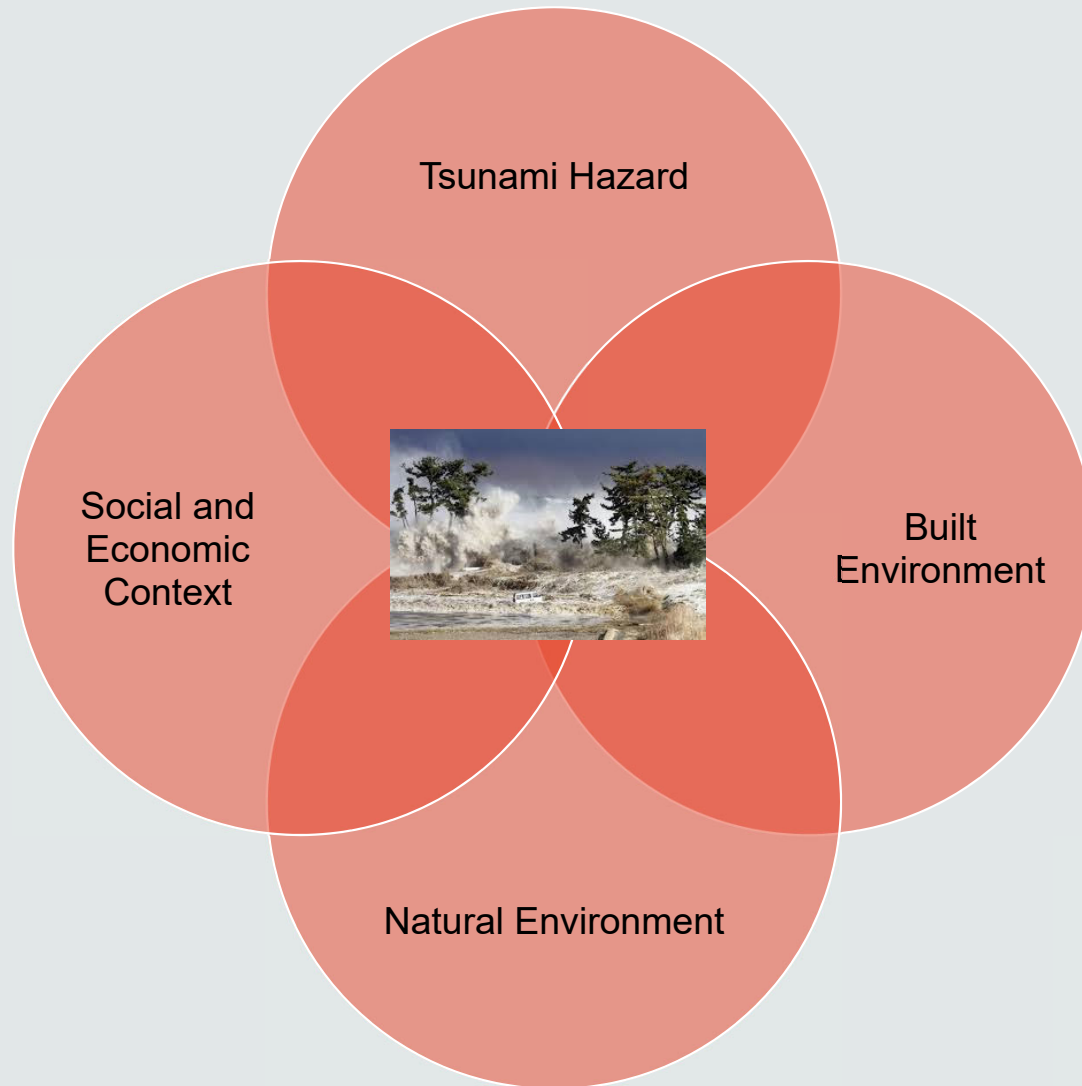 Tsunami Hazard
Social and
Economic
Context
Built
Environment
Natural Environment